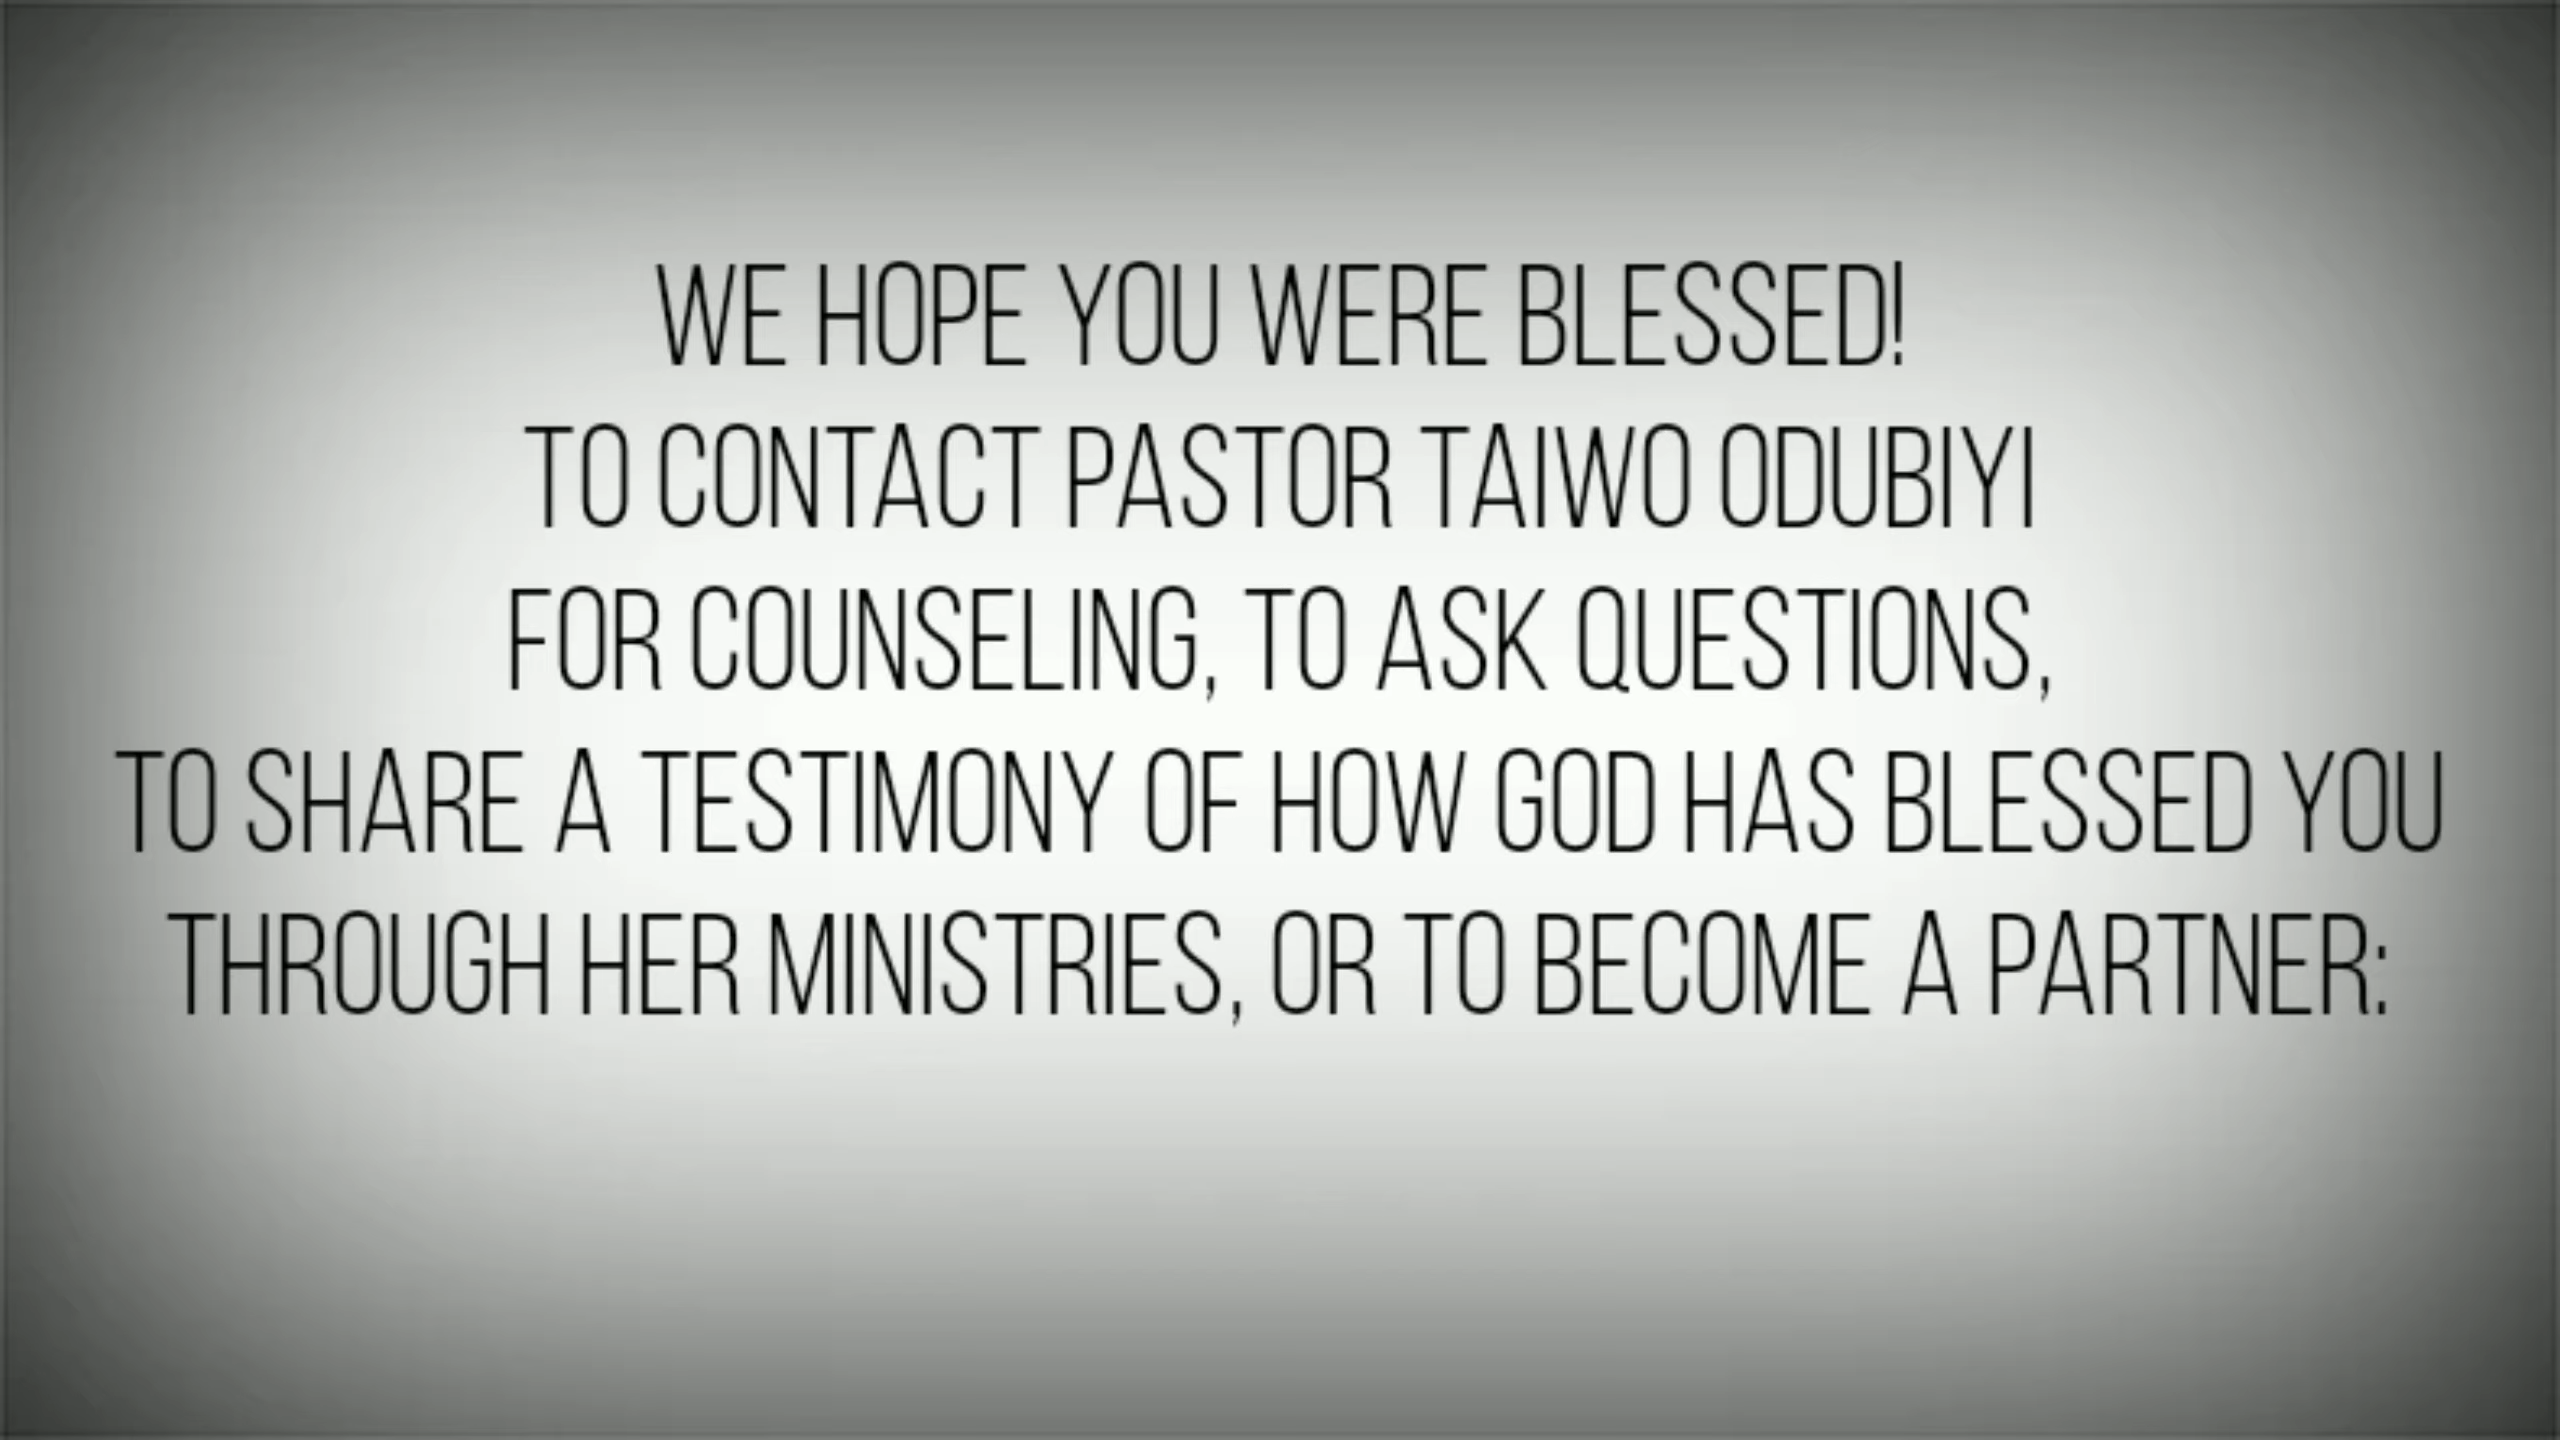 WE HOPE YOU WERE BLESSED!
TO CONTACT PASTOR TAIWO ODUBIYI
FOR COUNSELING, TO ASK QUESTIONS,
TO SHARE A TESTIMONY OF HOW GOD HAS BLESSED YOU
THROUGH HER MINISTRIES, OR TO BECOME A PARTNER: